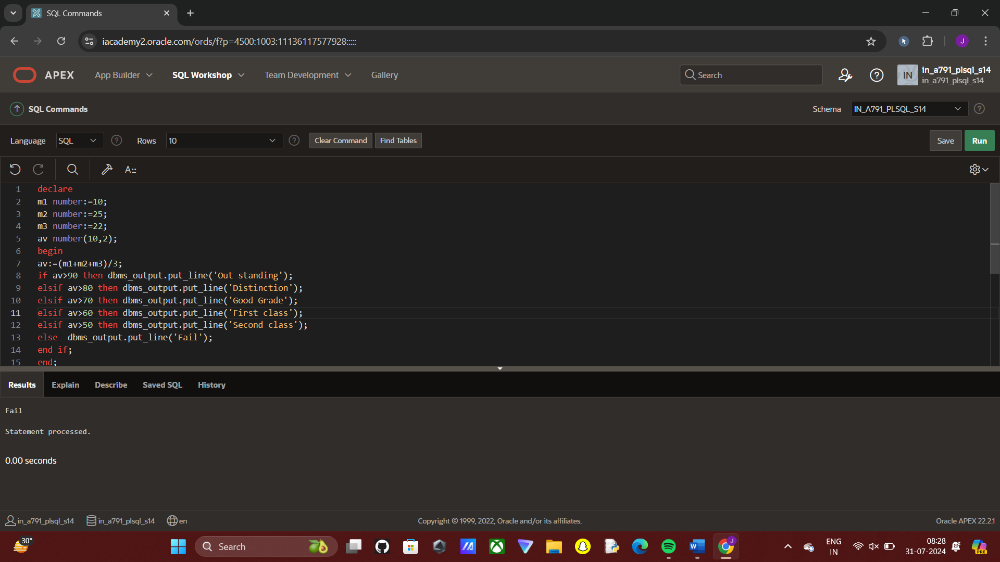 SQL Commands
iacademy2.oracle.com/ords/f?p=4500:1003:11136117577928:::::
J
APEX
App Builder
SQL Workshop
Team Development
Gallery
Search
IN
in_a791_plsql_s14
in_a791_plsql_s14
SQL Commands
Schema
IN_A791_PLSQL_S14
Language
SQL
Rows
10
Clear Command
Find Tables
Save
Run
A::
1 declare
2 m1 number:=10;
3 m2 number:=25;
4 m3 number:=22;
5 av number(10,2);
6 begin
7 av:=(m1+m2+m3)/3;
8 if av>90 then dbms_output.put_line('Out standing');
9 elsif av>80 then dbms_output.put_line('Distinction');
10 elsif av>70 then dbms_output.put_line('Good Grade');
11 elsif av>60 then dbms_output.put_line('First class');
12 elsif av>50 then dbms_output.put_line('Second class');
13 else  dbms_output.put_line('Fail');
14 end if;
15 end;
Results
Explain
Describe
Saved SQL
History
Fail
Statement processed.
0.00 seconds
in_a791_plsql_s14
in_a791_plsql_s14
en
Copyright © 1999, 2022, Oracle and/or its affiliates.
Oracle APEX 22.2.1
30°
Search
W
J
ENG
IN
08:28
31-07-2024
PRE